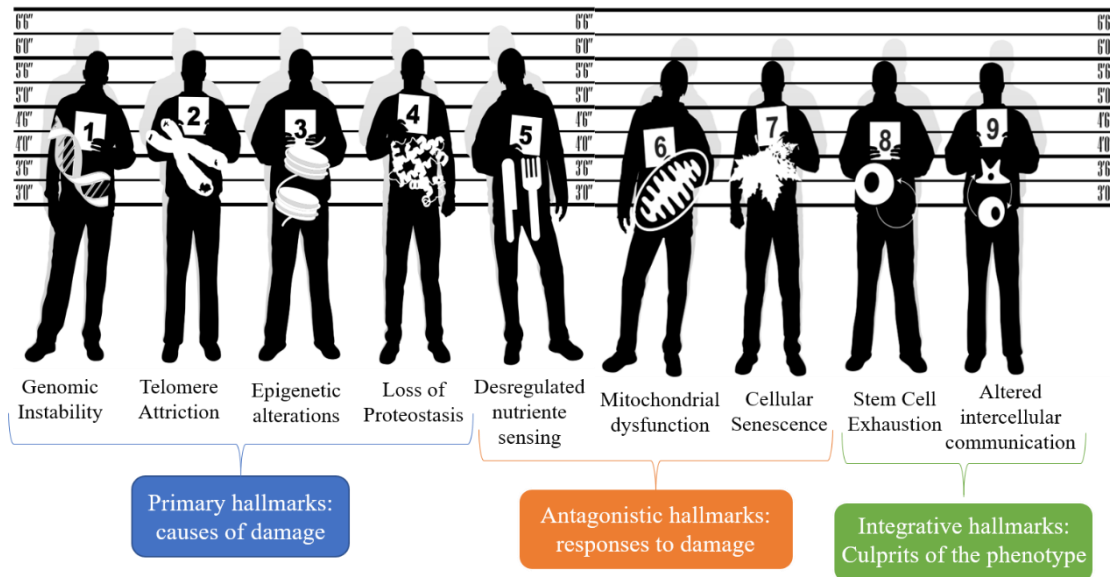 6'6"
6'0"
5'6"
5'0"
4'6"
4'0"
3'6"
3'0"
6'6"
6'0"
5'6"
5'0"
4'6"
4'0"
3'6"
3'0"
1
2
3
4
5
6
7
8
9
Genomic
Instability
Telomere
Attriction
Epigenetic
alterations
Loss of
Proteostasis
Desregulated
nutriente
sensing
Mitochondrial
dysfunction
Cellular
Senescence
Stem Cell
Exhaustion
Altered
intercellular
communication
Primary hallmarks:
causes of damage
Antagonistic hallmarks:
responses to damage
Integrative hallmarks:
Culprits of the phenotype